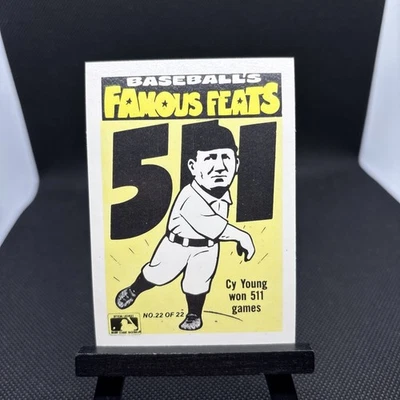 BASEBALL'S
FAMOUS FEATS
511
Cy Young
won 511
games
NO. 22 OF 22